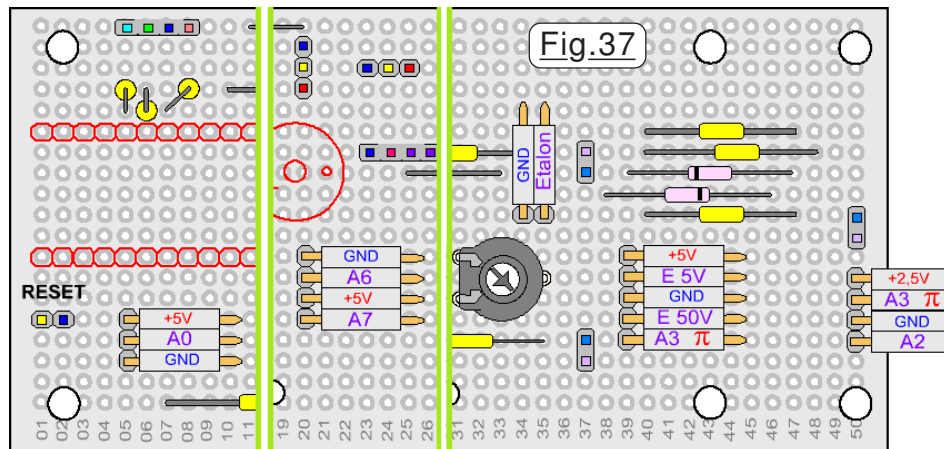 Fig.37
GND
Etalon
RESET
+5V
A0
GND
GND
A6
+5V
A7
+5V
E 5V
GND
E 50V
A3 π
+2,5V
A3 π
GND
A2
01 02 03 04 05 06 07 08 09 10 11 19 20 22 23 24 25 26 31 32 33 34 35 36 37 38 39 40 41 42 43 44 45 46 47 48 49 50